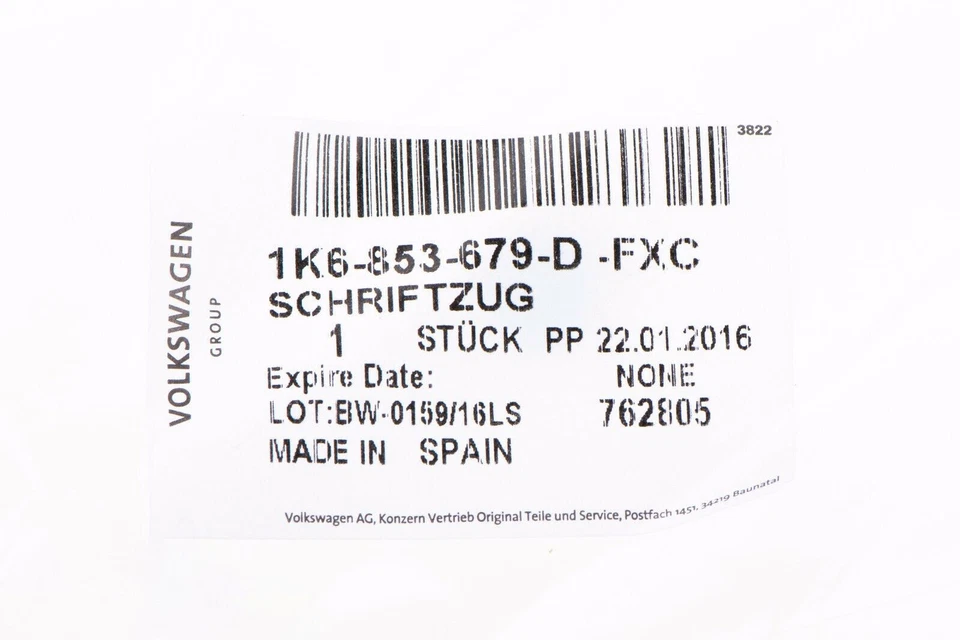 3822
VOLKSWAGEN
GROUP
1K6-853-679-D -FXC
SCHRIFTZUG
1 STÜCK PP 22.01.2016
Expire Date: NONE
LOT:BW-0159/16LS 762805
MADE IN SPAIN
Volkswagen AG, Konzern Vertrieb Original Teile und Service, Postfach 1451, 34219 Baunatal